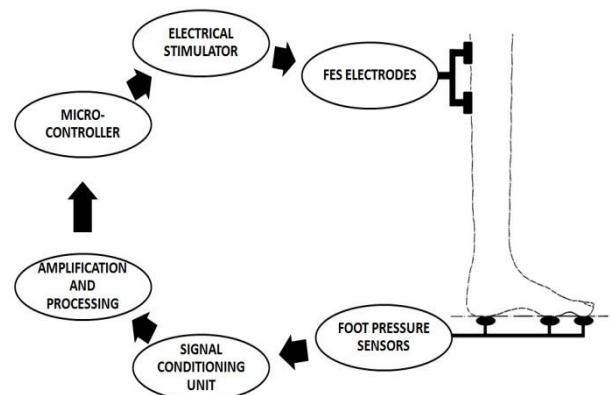 ELECTRICAL
STIMULATOR
FES ELECTRODES
MICRO-
CONTROLLER
AMPLIFICATION
AND
PROCESSING
FOOT PRESSURE
SENSORS
SIGNAL
CONDITIONING
UNIT